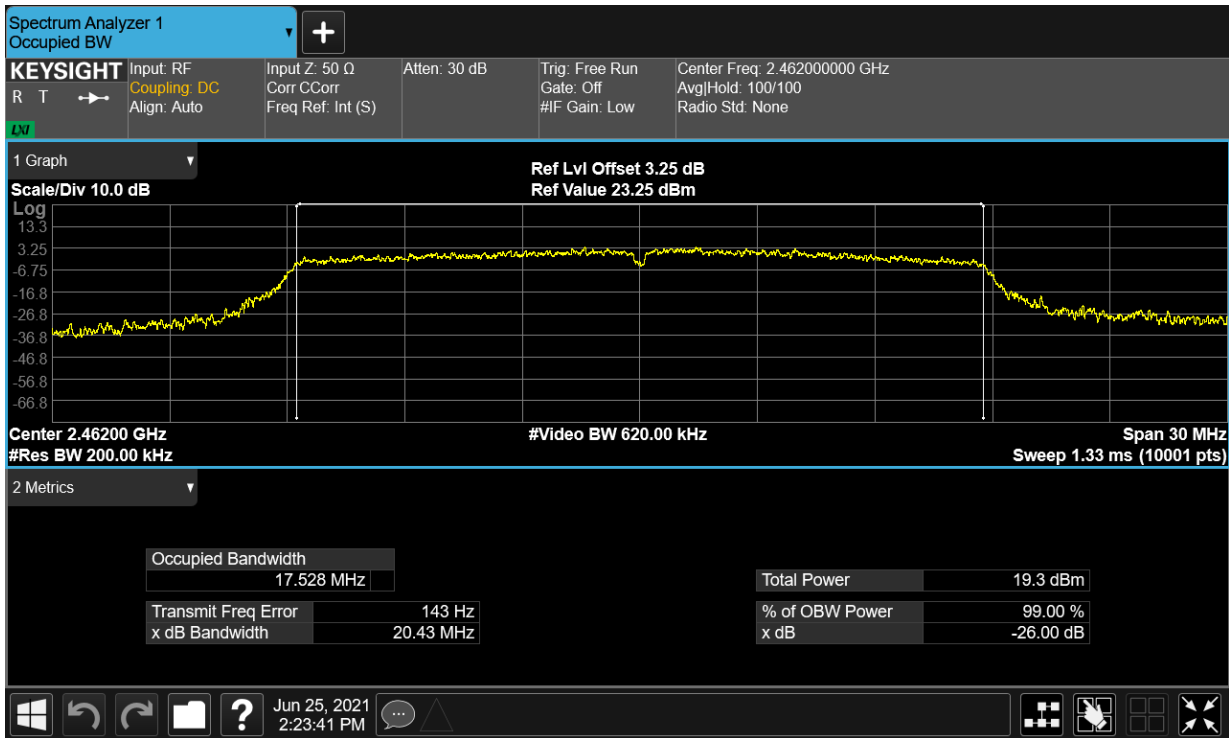 Spectrum Analyzer 1
Occupied BW
KEYSIGHT
R T
LXI
Input: RF
Coupling: DC
Align: Auto
Input Z: 50 Ω
Corr CCorr
Freq Ref: Int (S)
Atten: 30 dB
Trig: Free Run
Gate: Off
#IF Gain: Low
Center Freq: 2.462000000 GHz
Avg|Hold: 100/100
Radio Std: None
1 Graph
Scale/Div 10.0 dB
Ref Lvl Offset 3.25 dB
Ref Value 23.25 dBm
Log
13.3
3.25
-6.75
-16.8
-26.8
-36.8
-46.8
-56.8
-66.8
Center 2.46200 GHz
#Video BW 620.00 kHz
Span 30 MHz
#Res BW 200.00 kHz
Sweep 1.33 ms (10001 pts)
2 Metrics
Occupied Bandwidth
17.528 MHz
Total Power 19.3 dBm
Transmit Freq Error 143 Hz
% of OBW Power 99.00 %
x dB Bandwidth 20.43 MHz
x dB -26.00 dB
?
Jun 25, 2021
2:23:41 PM